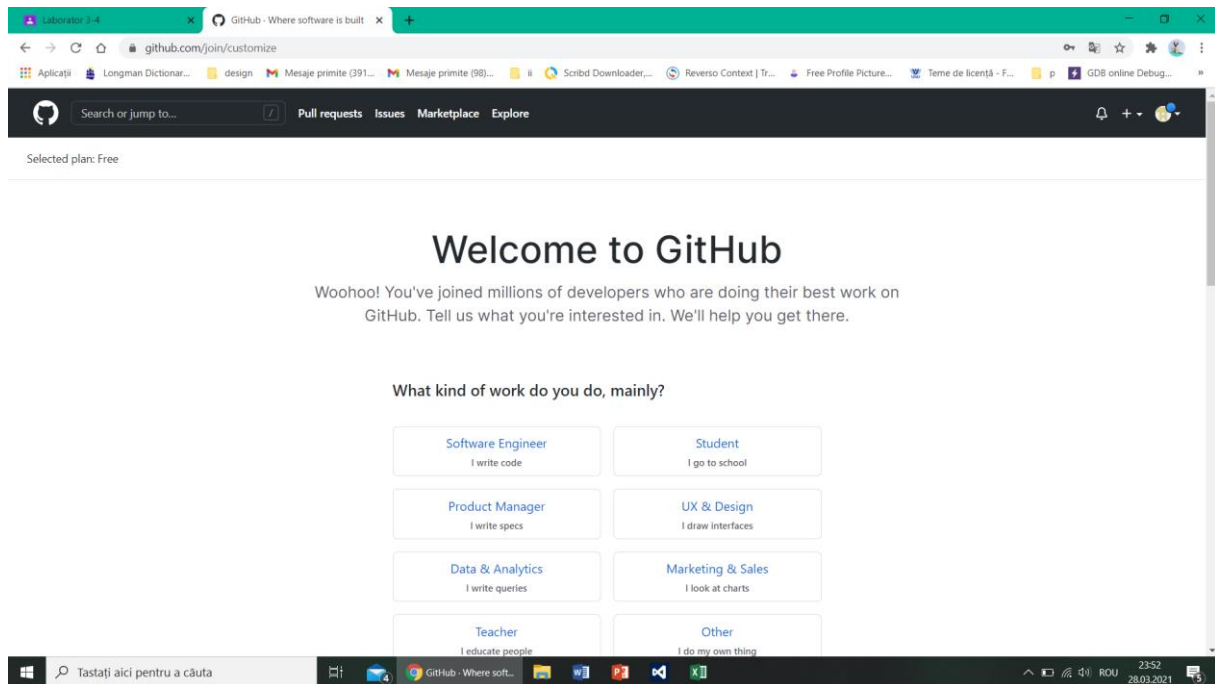 Laborator 3-4
GitHub · Where software is built
github.com/join/customize
Aplicații Longman Dictionar... design Mesaje primite (391... Mesaje primite (98)... ii Scribd Downloader,... Reverso Context | Tr... Free Profile Picture... Teme de licență - F... p GDB online Debug... »
Search or jump to... / Pull requests Issues Marketplace Explore
Selected plan: Free
Welcome to GitHub
Woohoo! You've joined millions of developers who are doing their best work on
GitHub. Tell us what you're interested in. We'll help you get there.
What kind of work do you do, mainly?
Software Engineer
I write code
Student
I go to school
Product Manager
I write specs
UX & Design
I draw interfaces
Data & Analytics
I write queries
Marketing & Sales
I look at charts
Teacher
I educate people
Other
I do my own thing
Tastați aici pentru a căuta
4
GitHub · Where soft...
ROU
23:52
28.03.2021
5